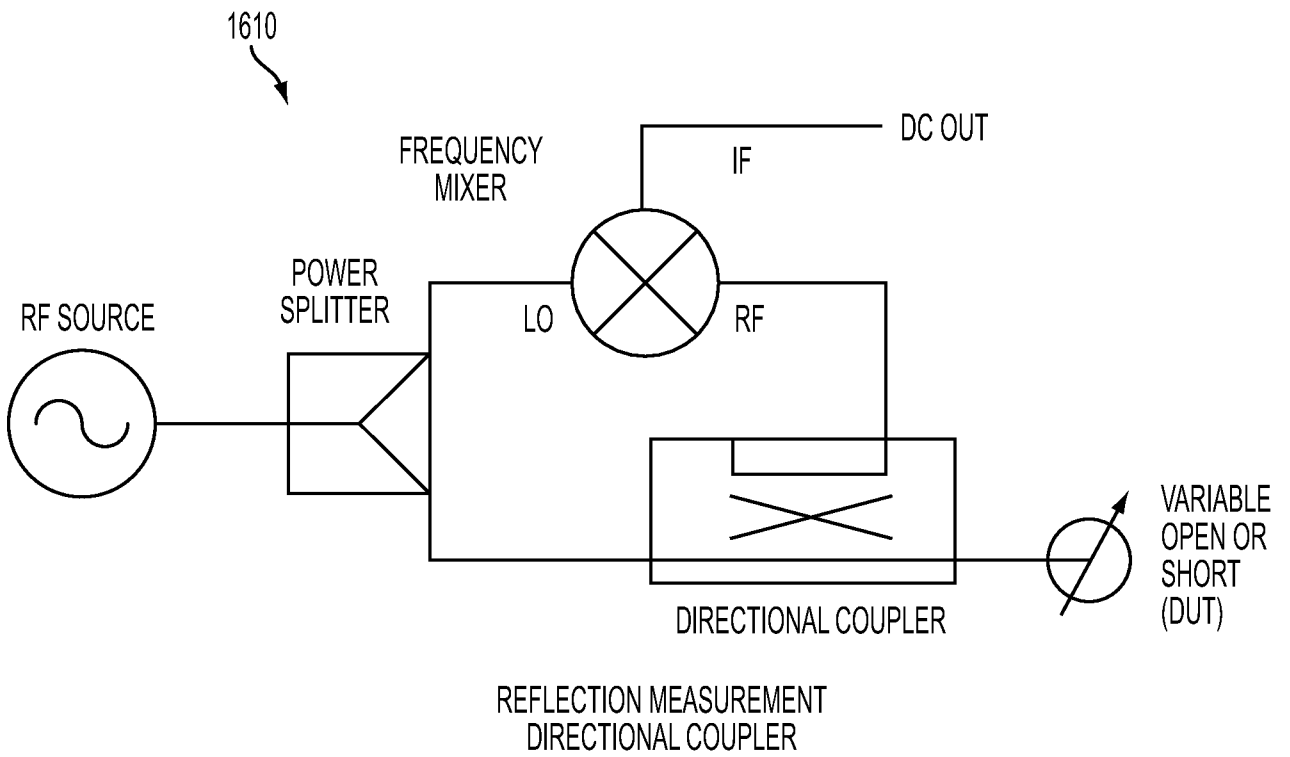 1610
FREQUENCY
MIXER
DC OUT
IF
POWER
SPLITTER
RF SOURCE
LO
RF
VARIABLE
OPEN OR
SHORT
(DUT)
DIRECTIONAL COUPLER
REFLECTION MEASUREMENT
DIRECTIONAL COUPLER